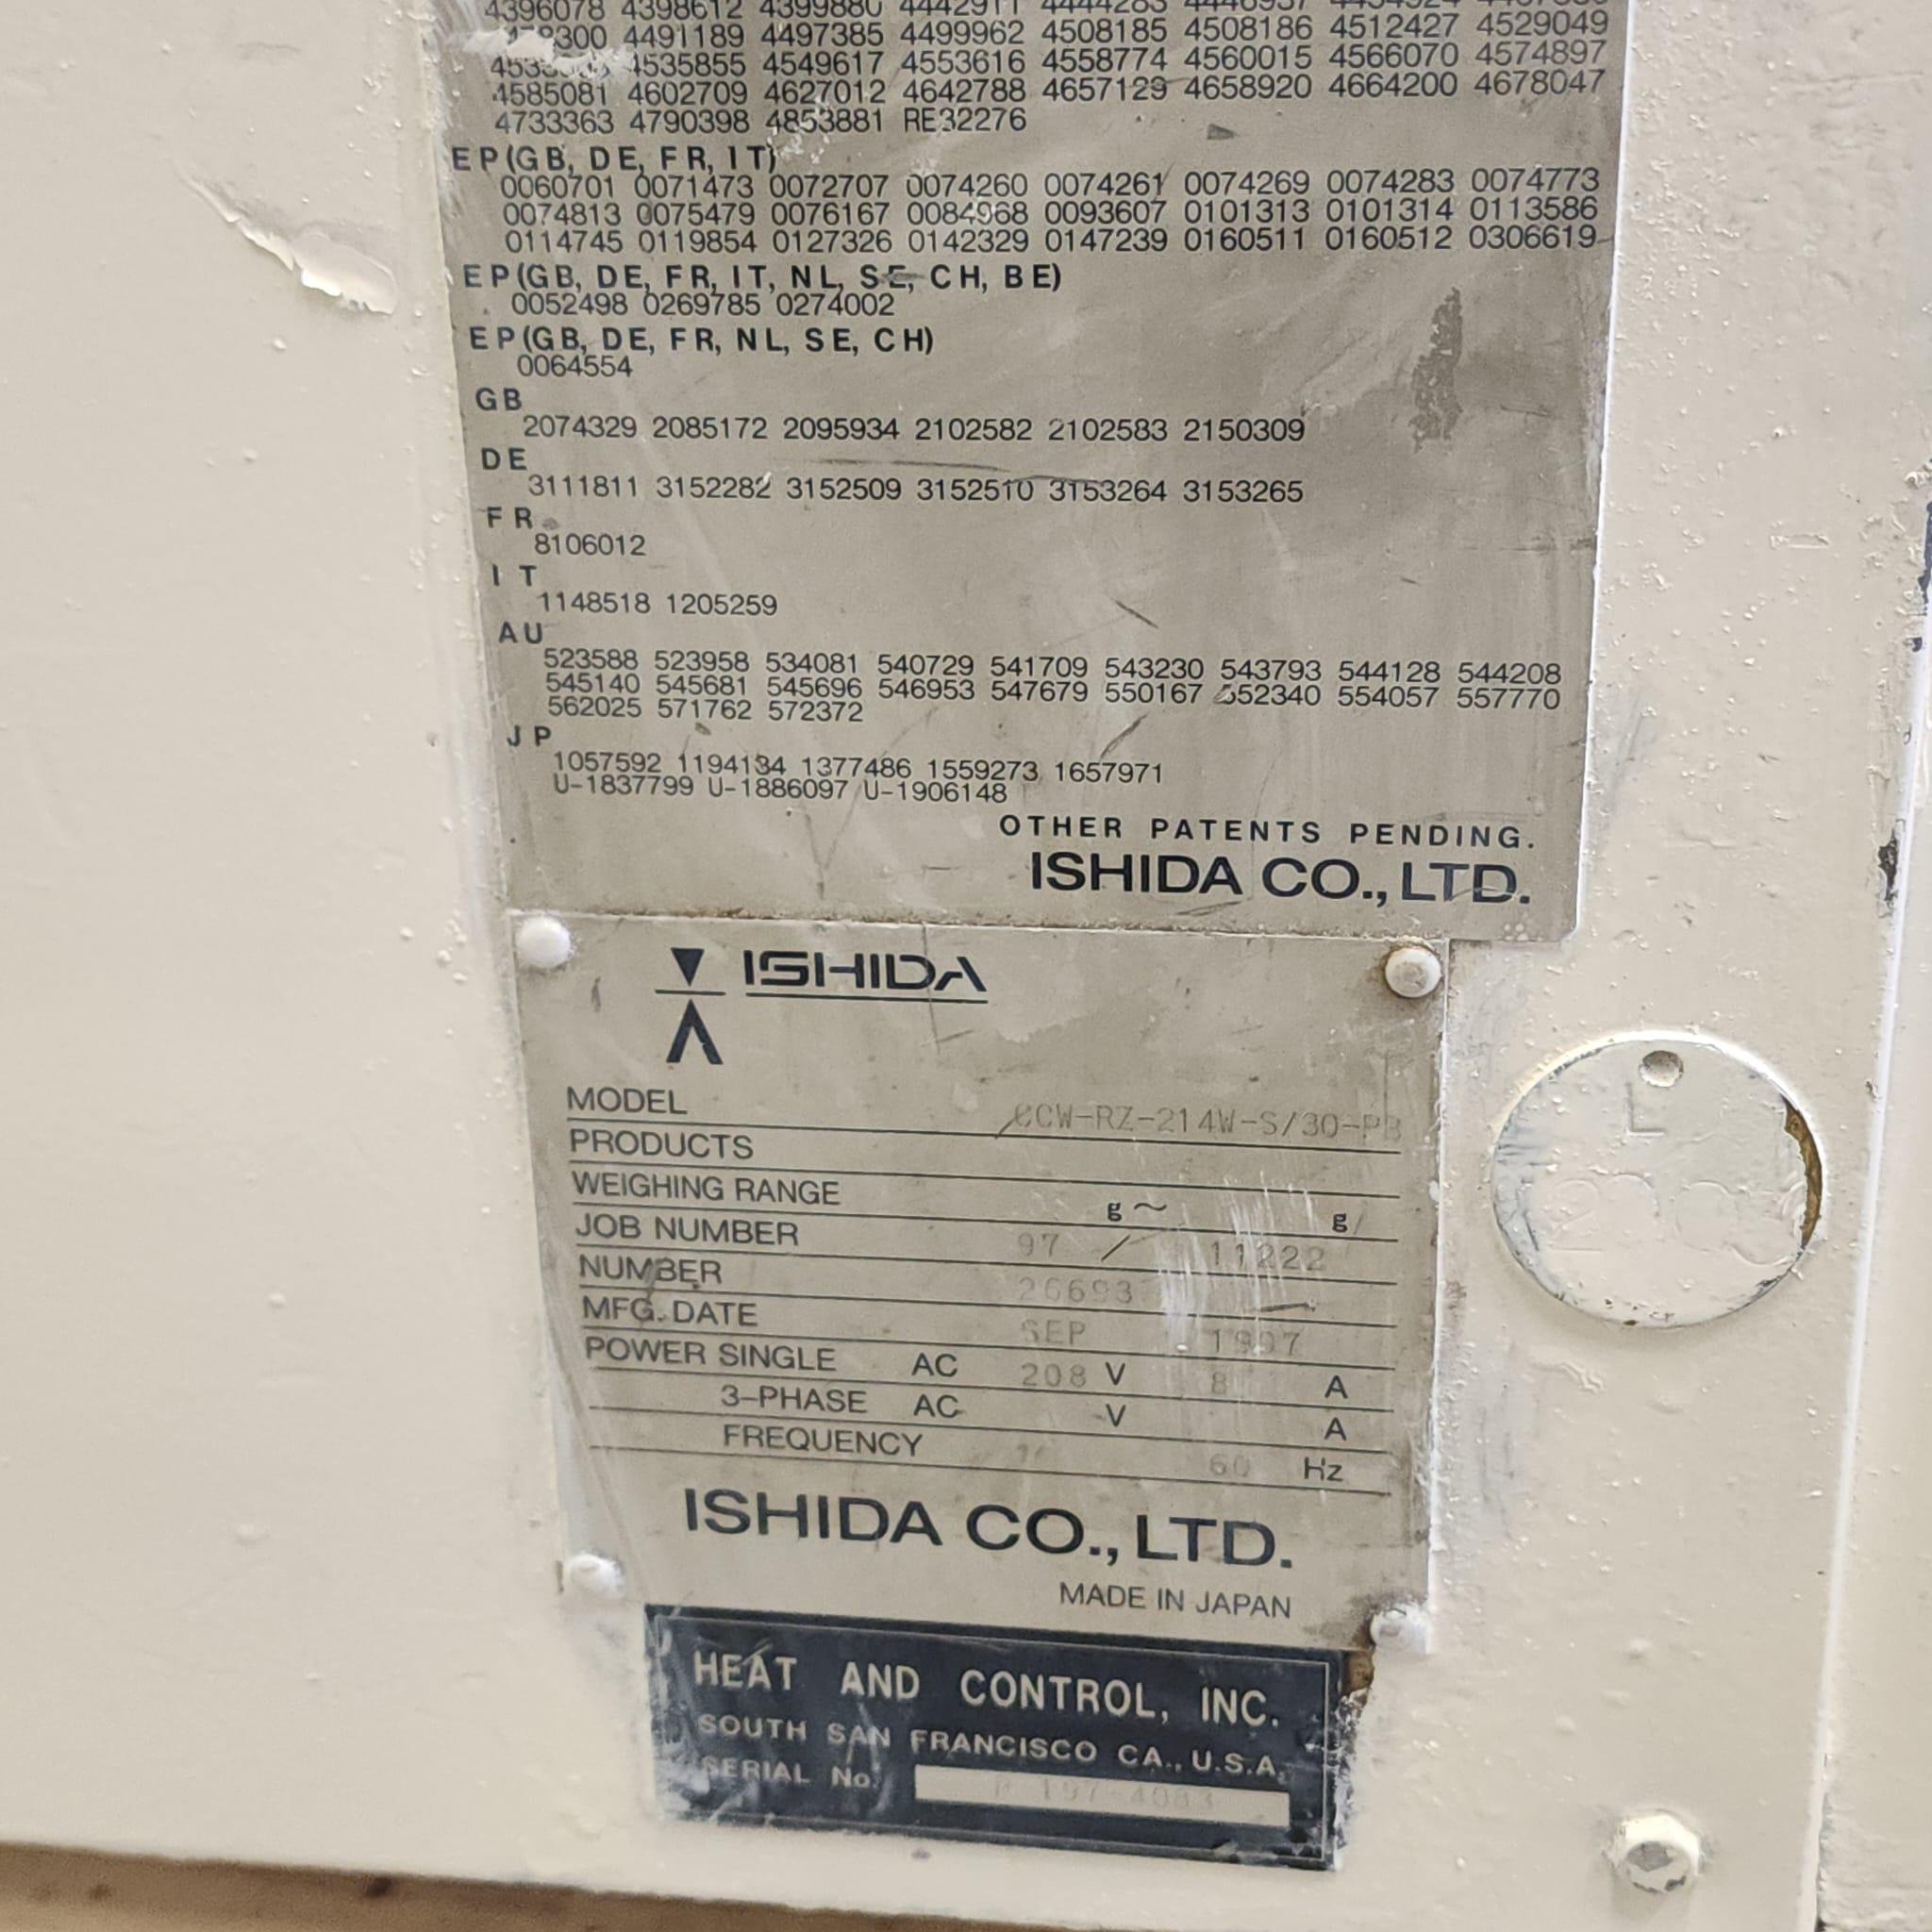 4396078 4398612 4399880 4442911 4444283
4491189 4497385 4499962 4508185 4508186 4512427 4529049
4535855 4549617 4553616 4558774 4560015 4566070 4574897
4585081 4602709 4627012 4642788 4657129 4658920 4664200 4678047
4733363 4790398 4853881 RE32276
EP(GB, DE, FR, IT)
0060701 0071473 0072707 0074260 0074261 0074269 0074283 0074773
0074813 0075479 0076167 0084968 0093607 0101313 0101314 0113586
0114745 0119854 0127326 0142329 0147239 0160511 0160512 0306619
EP(GB, DE, FR, IT, NL, SE, CH, BE)
0052498 0269785 0274002
EP(GB, DE, FR, NL, SE, CH)
0064554
GB
2074329 2085172 2095934 2102582 2102583 2150309
DE
3111811 3152282 3152509 3152510 3153264 3153265
FR
8106012
IT
1148518 1205259
AU
523588 523958 534081 540729 541709 543230 543793 544128 544208
545140 545681 545696 546953 547679 550167 552340 554057 557770
562025 571762 572372
JP
1057592 1194134 1377486 1559273 1657971
U-1837799 U-1886097 U-1906148
OTHER PATENTS PENDING.
ISHIDA CO., LTD.
ISHIDA
MODEL CCW-RZ-214W-S/30-PB
PRODUCTS
WEIGHING RANGE g ~ g
JOB NUMBER 97 / 11222
NUMBER 26693
MFG. DATE SEP . 1997
POWER SINGLE AC 208 V 8 A
3-PHASE AC V A
FREQUENCY 60 Hz
ISHIDA CO., LTD.
MADE IN JAPAN
HEAT AND CONTROL, INC.
SOUTH SAN FRANCISCO CA., U.S.A.
SERIAL No.